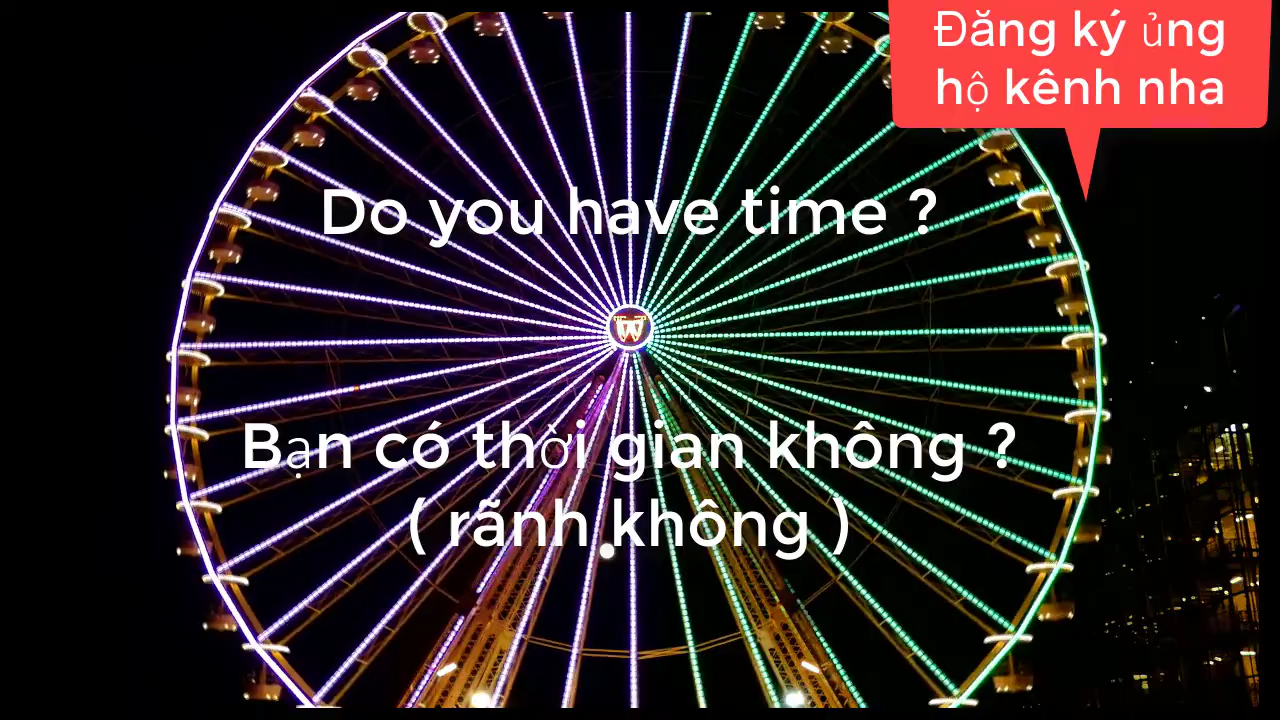 Đăng ký ủng
hộ kênh nha
Do you have time ?
W
Bạn có thời gian không ?
( rãnh không )